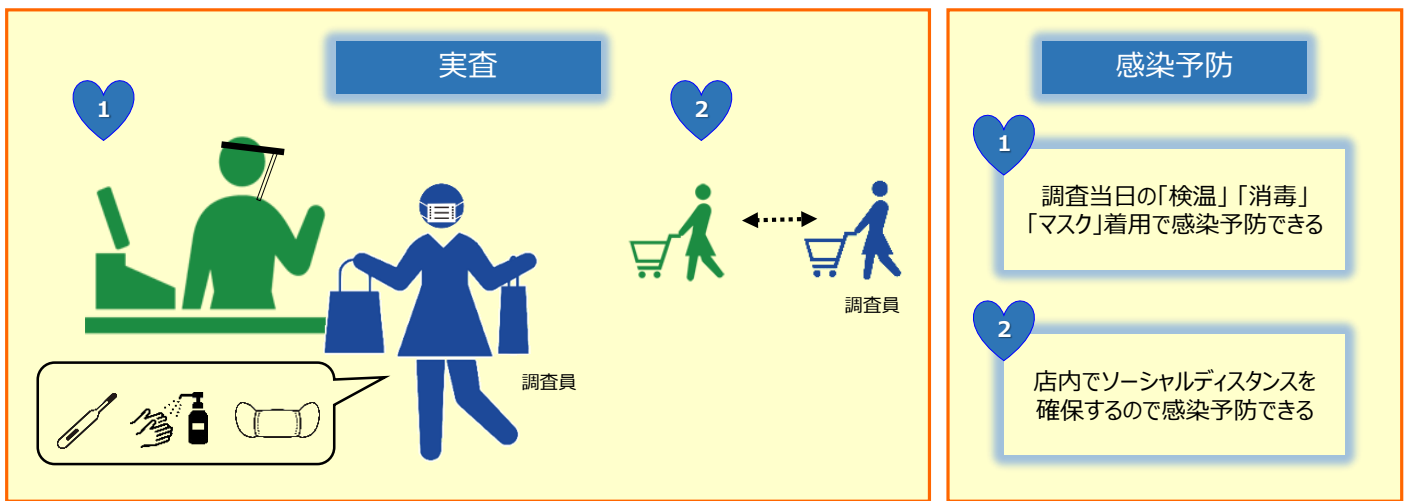 実査
1
2
調査員
調査員
感染予防
1
調査当日の「検温」「消毒」
「マスク」着用で感染予防できる
2
店内でソーシャルディスタンスを
確保するので感染予防できる